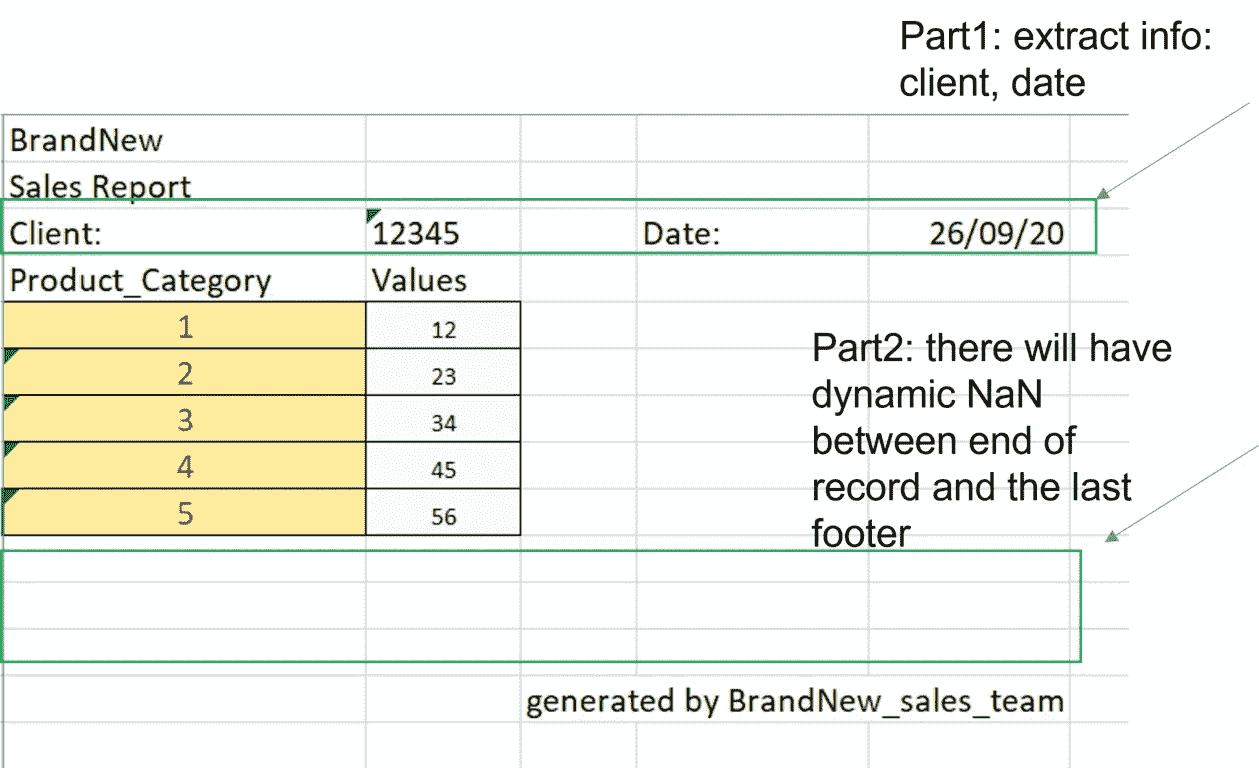 Part1: extract info:
client, date
BrandNew
Sales Report
Client: 12345 Date: 26/09/20
Product_Category Values
1 12
2 23
3 34
4 45
5 56
Part2: there will have
dynamic NaN
between end of
record and the last
footer
generated by BrandNew_sales_team